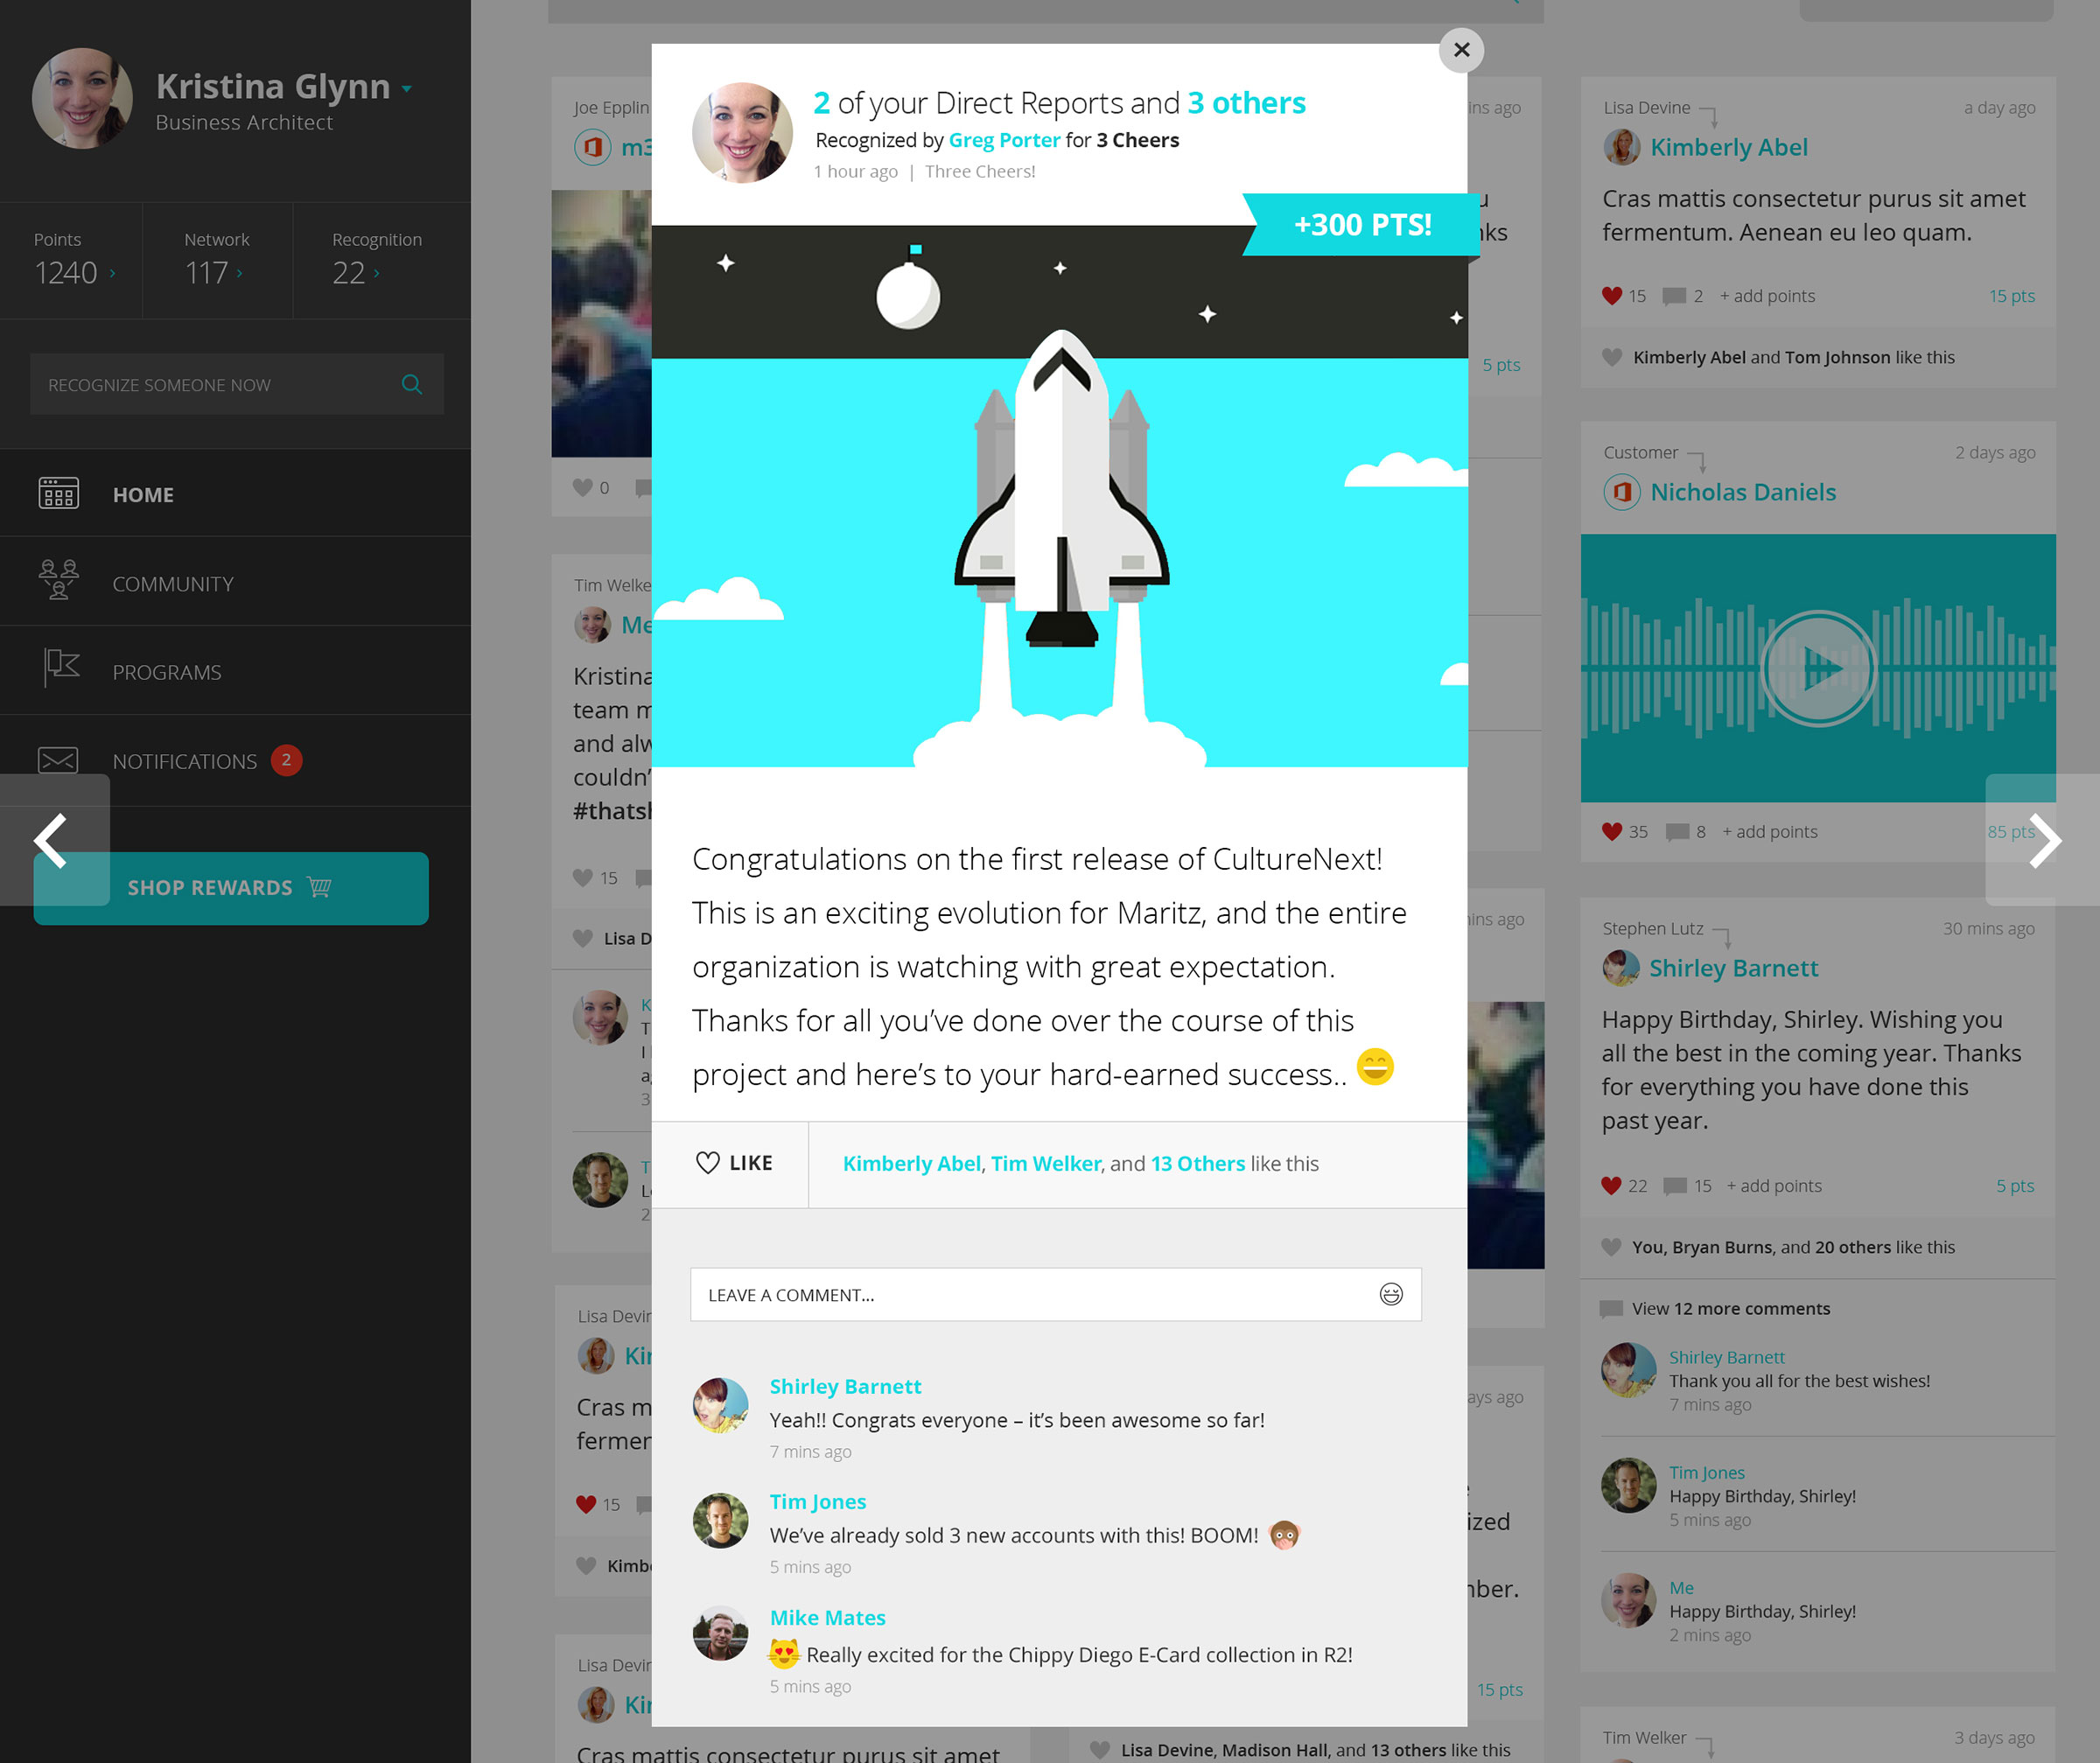 Kristina Glynn
Business Architect
Points
1240
Network
117
Recognition
22
RECOGNIZE SOMEONE NOW
HOME
COMMUNITY
PROGRAMS
NOTIFICATIONS 2
SHOP REWARDS
Joe Epplin
m3
0
Tim Welke
Me
Kristina
team m
and alw
couldn'
#thatsh
15
Lisa D
K
T
I
a,
3
T
L
2
Lisa Devin
Kir
Cras m
fermer
15
Kimb
Lisa Devir
Kir
Cras mattis consectetur purus sit amet
2 of your Direct Reports and 3 others
Recognized by Greg Porter for 3 Cheers
1 hour ago | Three Cheers!
+300 PTS!
Congratulations on the first release of CultureNext!
This is an exciting evolution for Maritz, and the entire
organization is watching with great expectation.
Thanks for all you've done over the course of this
project and here's to your hard-earned success..
LIKE
Kimberly Abel, Tim Welker, and 13 Others like this
LEAVE A COMMENT...
Shirley Barnett
Yeah!! Congrats everyone – it's been awesome so far!
7 mins ago
Tim Jones
We've already sold 3 new accounts with this! BOOM!
5 mins ago
Mike Mates
Really excited for the Chippy Diego E-Card collection in R2!
5 mins ago
ins ago
nks
5 pts
ins ago
ays ago
ized
nber.
15 pts
Lisa Devine, Madison Hall, and 13 others like this
Lisa Devine
a day ago
Kimberly Abel
Cras mattis consectetur purus sit amet
fermentum. Aenean eu leo quam.
15 2 + add points 15 pts
Kimberly Abel and Tom Johnson like this
Customer
2 days ago
Nicholas Daniels
35 8 + add points 85 pts
Stephen Lutz
30 mins ago
Shirley Barnett
Happy Birthday, Shirley. Wishing you
all the best in the coming year. Thanks
for everything you have done this
past year.
22 15 + add points 5 pts
You, Bryan Burns, and 20 others like this
View 12 more comments
Shirley Barnett
Thank you all for the best wishes!
7 mins ago
Tim Jones
Happy Birthday, Shirley!
5 mins ago
Me
Happy Birthday, Shirley!
2 mins ago
Tim Welker
3 days ago